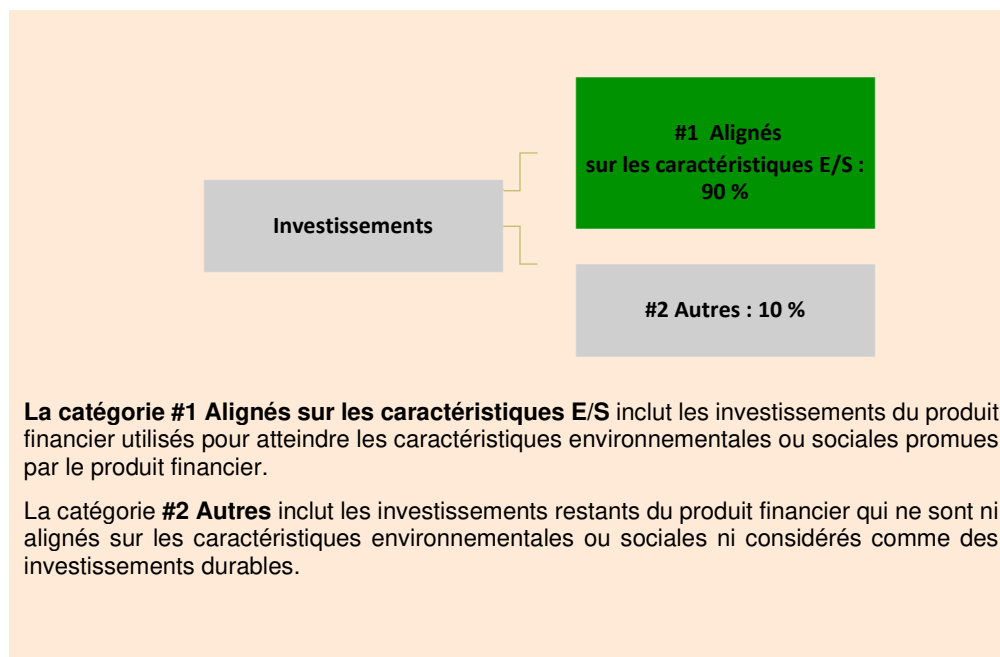 #1 Alignés
sur les caractéristiques E/S :
90 %
Investissements
#2 Autres : 10 %
La catégorie #1 Alignés sur les caractéristiques E/S inclut les investissements du produit
financier utilisés pour atteindre les caractéristiques environnementales ou sociales promues
par le produit financier.
La catégorie #2 Autres inclut les investissements restants du produit financier qui ne sont ni
alignés sur les caractéristiques environnementales ou sociales ni considérés comme des
investissements durables.